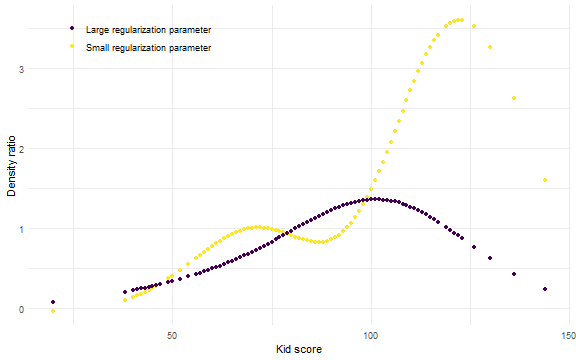 Large regularization parameter
Small regularization parameter
Density ratio
3
2
1
0
50
100
150
Kid score